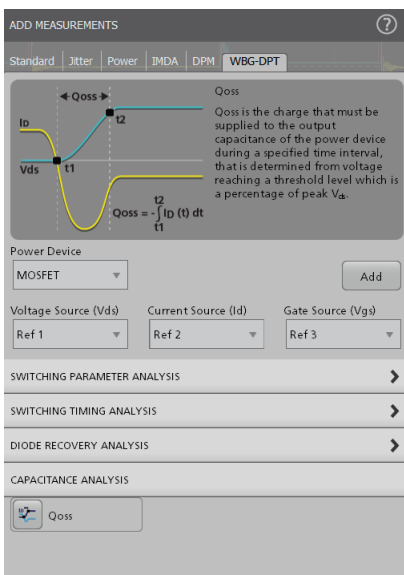 ADD MEASUREMENTS
?
Standard Jitter Power IMDA DPM WBG-DPT
Qoss
ID
t2
Vds
t1
t2
Qoss = - ∫ ID (t) dt
t1
Qoss
Qoss is the charge that must be
supplied to the output
capacitance of the power device
during a specified time interval,
that is determined from voltage
reaching a threshold level which is
a percentage of peak Vds.
Power Device
MOSFET
Add
Voltage Source (Vds) Current Source (Id) Gate Source (Vgs)
Ref 1 Ref 2 Ref 3
SWITCHING PARAMETER ANALYSIS
SWITCHING TIMING ANALYSIS
DIODE RECOVERY ANALYSIS
CAPACITANCE ANALYSIS
Qoss